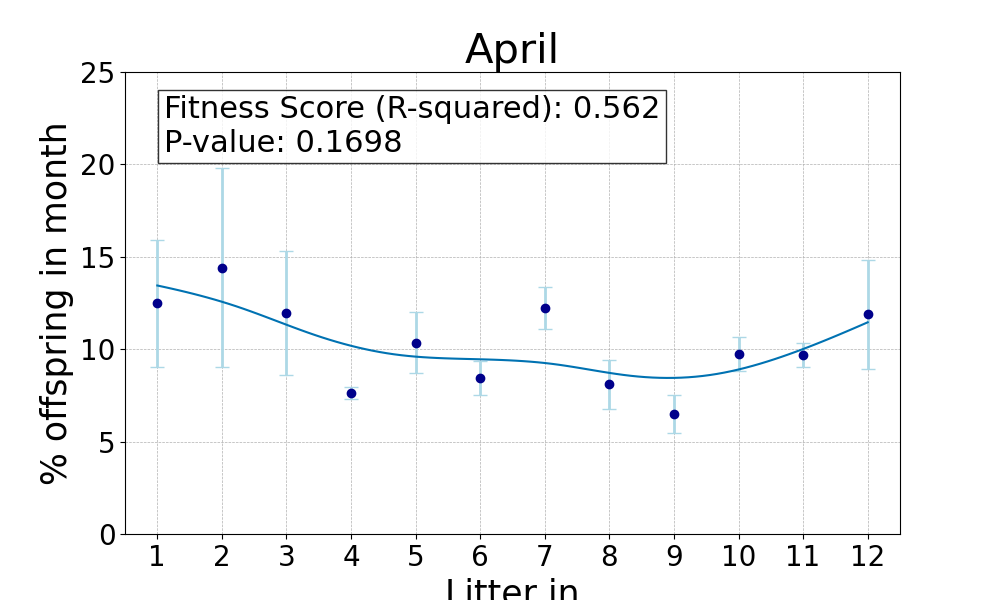 April
Fitness Score (R-squared): 0.562
P-value: 0.1698
% offspring in month
25
20
15
10
5
0
1 2 3 4 5 6 7 8 9 10 11 12
Litter in